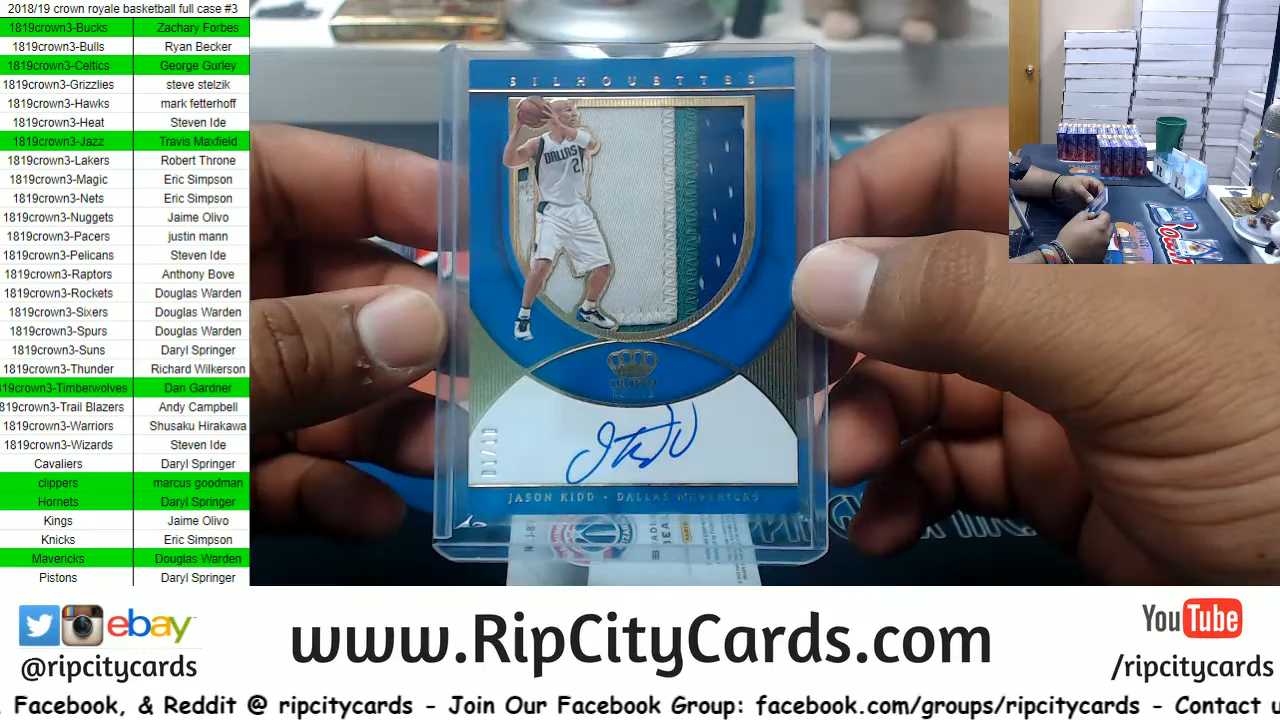 2018/19 crown royale basketball full case #3
1819crown3-Bucks Zachary Forbes
1819crown3-Bulls Ryan Becker
1819crown3-Celtics George Gurley
1819crown3-Grizzlies steve stelzik
1819crown3-Hawks mark fetterhoff
1819crown3-Heat Steven Ide
1819crown3-Jazz Travis Maxfield
1819crown3-Lakers Robert Throne
1819crown3-Magic Eric Simpson
1819crown3-Nets Eric Simpson
1819crown3-Nuggets Jaime Olivo
1819crown3-Pacers justin mann
1819crown3-Pelicans Steven Ide
1819crown3-Raptors Anthony Bove
1819crown3-Rockets Douglas Warden
1819crown3-Sixers Douglas Warden
1819crown3-Spurs Douglas Warden
1819crown3-Suns Daryl Springer
1819crown3-Thunder Richard Wilkerson
819crown3-Timberwolves Dan Gardner
819crown3-Trail Blazers Andy Campbell
1819crown3-Warriors Shusaku Hirakawa
1819crown3-Wizards Steven Ide
Cavaliers Daryl Springer
clippers marcus goodman
Hornets Daryl Springer
Kings Jaime Olivo
Knicks Eric Simpson
Mavericks Douglas Warden
Pistons Daryl Springer
SILHOUETTES
DALLAS
2
CROWN
ROYALE
JASON KIDD • DALLAS MAVERICKS
ebay
@ripcitycards
www.RipCityCards.com
YouTube
/ripcitycards
, Facebook, & Reddit @ ripcitycards - Join Our Facebook Group: facebook.com/groups/ripcitycards - Contact u